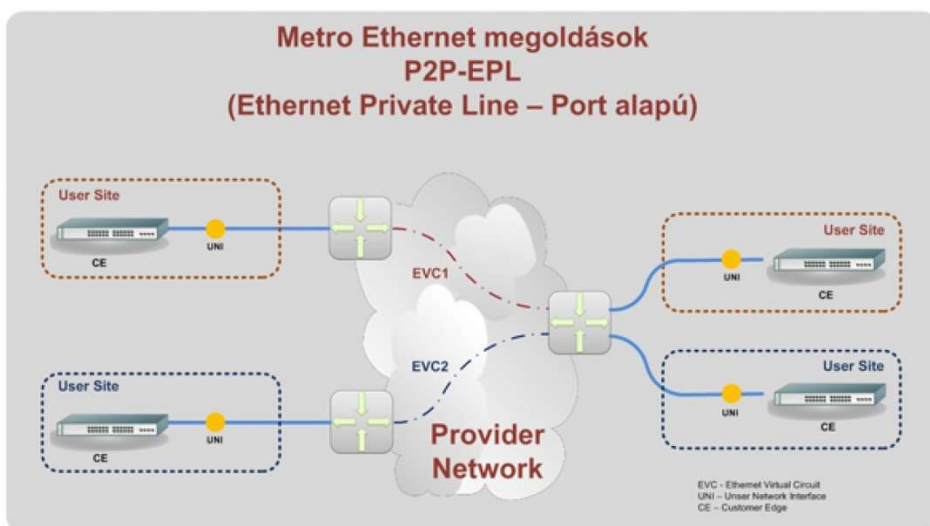 Metro Ethernet megoldások
P2P-EPL
(Ethernet Private Line – Port alapú)
User Site
UNI
CE
EVC1
User Site
UNI
CE
User Site
UNI
CE
EVC2
User Site
UNI
CE
Provider
Network
EVC - Ethernet Virtual Circuit
UNI – Unser Network Interface
CE – Customer Edge